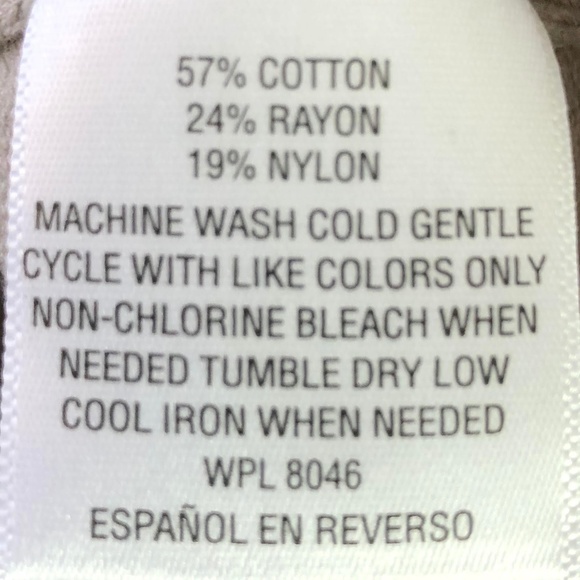 57% COTTON
24% RAYON
19% NYLON
MACHINE WASH COLD GENTLE
CYCLE WITH LIKE COLORS ONLY
NON-CHLORINE BLEACH WHEN
NEEDED TUMBLE DRY LOW
COOL IRON WHEN NEEDED
WPL 8046
ESPAÑOL EN REVERSO